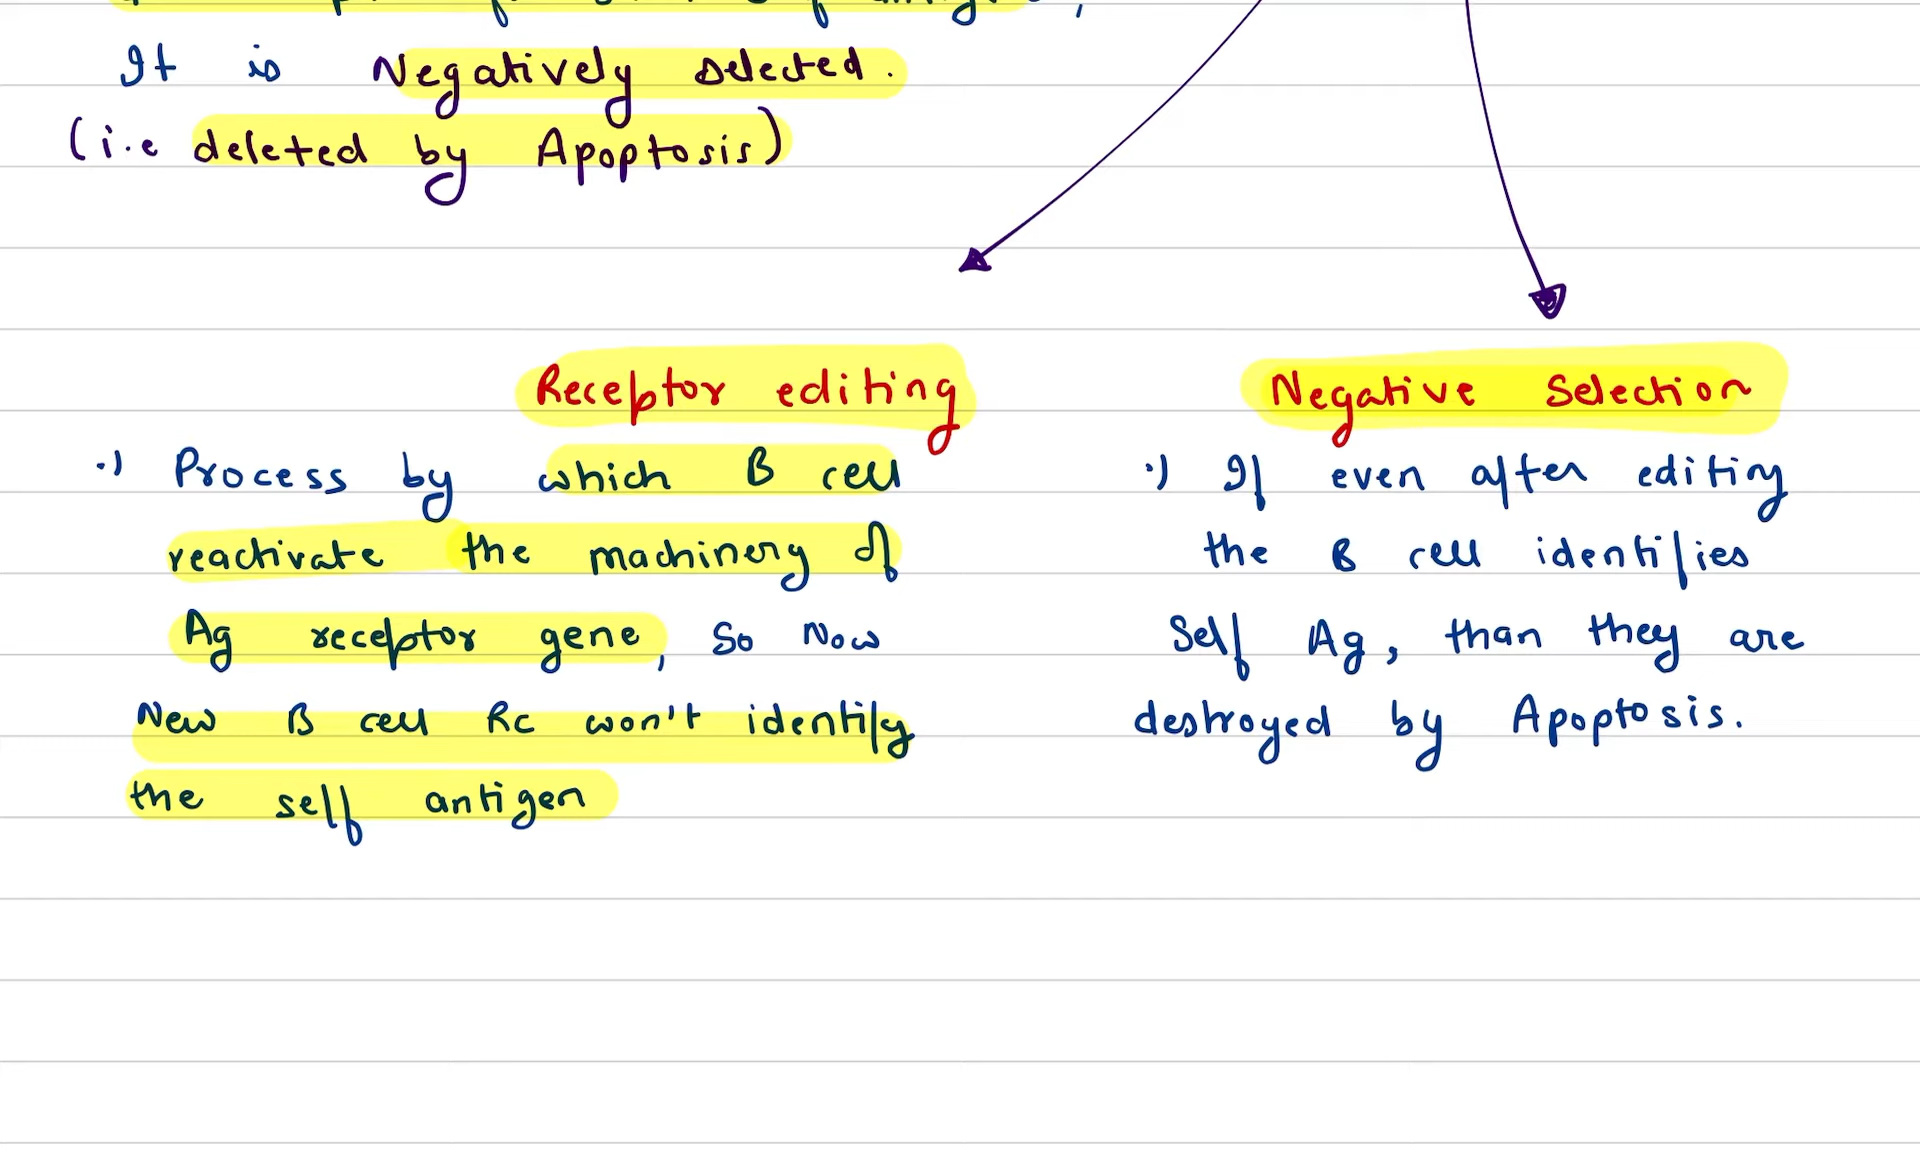 It is Negatively selected.
(i.e deleted by Apoptosis)
Receptor editing
•) Process by which B cell
reactivate the machinery of
Ag receptor gene, So Now
New B cell Rc won't identify
the self antigen
Negative Selection
•) If even after editing
the B cell identifies
Self Ag, than they are
destroyed by Apoptosis.